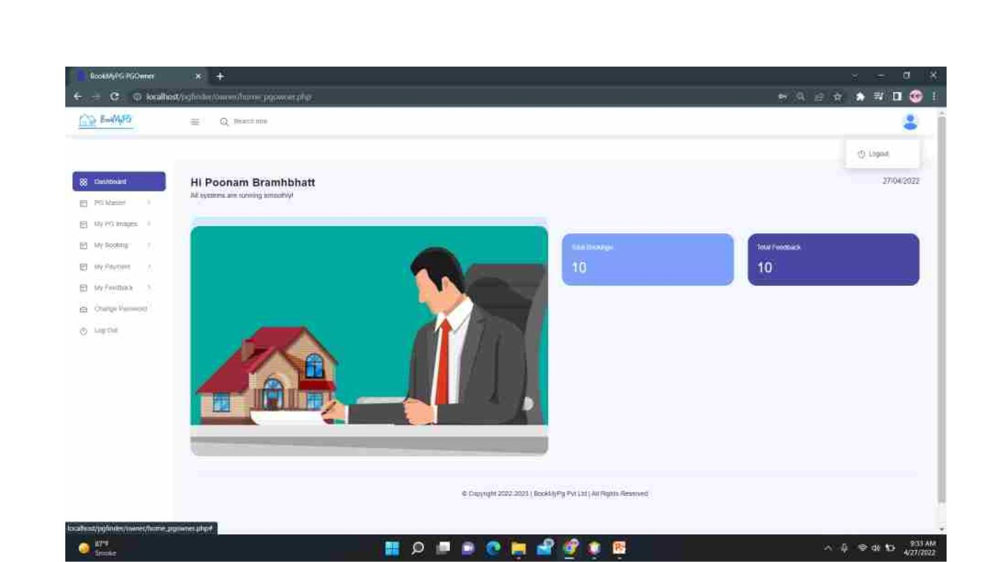 BookMyPG-PGOwner
localhost/pgfinder/owner/home_pgowner.php
BookMyPG
Search now
Logout
Dashboard
Hi Poonam Bramhbhatt
27/04/2022
All systems are running smoothly!
PG Master
My PG Images
My Booking
My Payment
My Feedback
Change Password
Log Out
Total Bookings
10
Total Feedback
10
© Copyright 2022-2023 | BookMyPg Pvt Ltd | All Rights Reserved
localhost/pgfinder/owner/home_pgowner.php#
87°F
Smoke
9:33 AM
4/27/2022